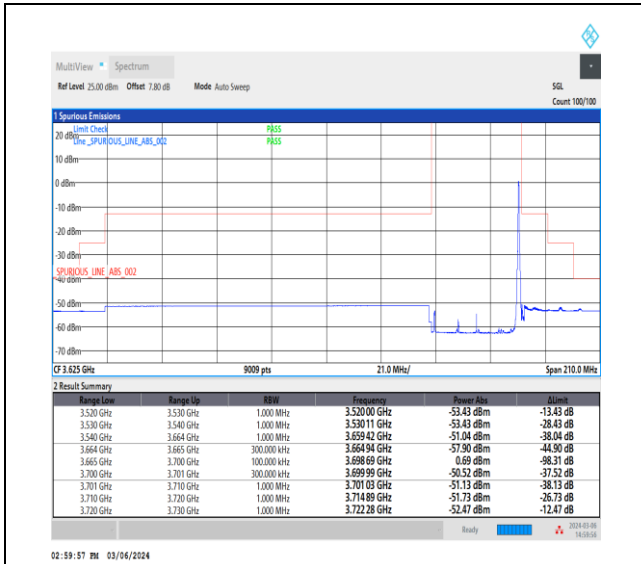 MultiView Spectrum
Ref Level 25.00 dBm Offset 7.80 dB Mode Auto Sweep SGL
Count 100/100
1 Spurious Emissions
Limit Check PASS
20 dBm
Line _SPURIOUS_LINE_ABS_002 PASS
10 dBm
0 dBm
-10 dBm
-20 dBm
-30 dBm
SPURIOUS_LINE_ABS_002
-40 dBm
-50 dBm
-60 dBm
-70 dBm
CF 3.625 GHz 9009 pts 21.0 MHz/ Span 210.0 MHz
2 Result Summary
Range Low Range Up RBW Frequency Power Abs ΔLimit
3.520 GHz 3.530 GHz 1.000 MHz 3.520 00 GHz -53.43 dBm -13.43 dB
3.530 GHz 3.540 GHz 1.000 MHz 3.530 11 GHz -53.43 dBm -28.43 dB
3.540 GHz 3.664 GHz 1.000 MHz 3.659 42 GHz -51.04 dBm -38.04 dB
3.664 GHz 3.665 GHz 300.000 kHz 3.664 94 GHz -57.90 dBm -44.90 dB
3.665 GHz 3.700 GHz 100.000 kHz 3.698 69 GHz 0.69 dBm -98.31 dB
3.700 GHz 3.701 GHz 300.000 kHz 3.699 99 GHz -50.52 dBm -37.52 dB
3.701 GHz 3.710 GHz 1.000 MHz 3.701 03 GHz -51.13 dBm -38.13 dB
3.710 GHz 3.720 GHz 1.000 MHz 3.714 89 GHz -51.73 dBm -26.73 dB
3.720 GHz 3.730 GHz 1.000 MHz 3.722 28 GHz -52.47 dBm -12.47 dB
Ready 2024-03-06
14:59:56
02:59:57 PM 03/06/2024